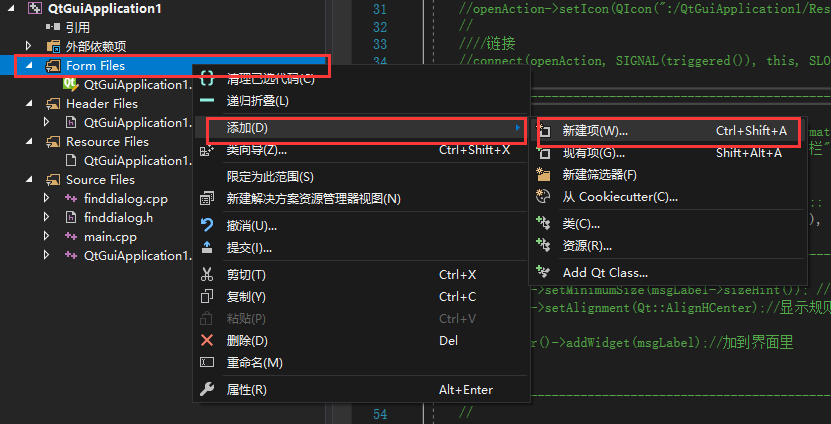 QtGuiApplication1
引用
外部依赖项
Form Files
QtGuiApplication1.
Header Files
QtGuiApplication1.
Resource Files
QtGuiApplication1.
Source Files
finddialog.cpp
finddialog.h
main.cpp
QtGuiApplication1.
清理已选代码(C)
递归折叠(L)
添加(D)
类向导(Z)... Ctrl+Shift+X
限定为此范围(S)
新建解决方案资源管理器视图(N)
撤消(U)...
提交(I)...
剪切(T) Ctrl+X
复制(Y) Ctrl+C
粘贴(P) Ctrl+V
删除(D) Del
重命名(M)
属性(R) Alt+Enter
新建项(W)... Ctrl+Shift+A
现有项(G)... Shift+Alt+A
新建筛选器(F)
从 Cookiecutter(C)...
类(C)...
资源(R)...
Add Qt Class...
31 //openAction->setIcon(QIcon(":/QtGuiApplication1/Res
32 //
33 ////链接
34 //connect(openAction, SIGNAL(triggered()), this, SLO
mat
栏"
::
),
->setMinimumSize(msgLabel->sizeHint()); //
->setAlignment(Qt::AlignHCenter);//显示规则
r()->addWidget(msgLabel);//加到界面里
54 //